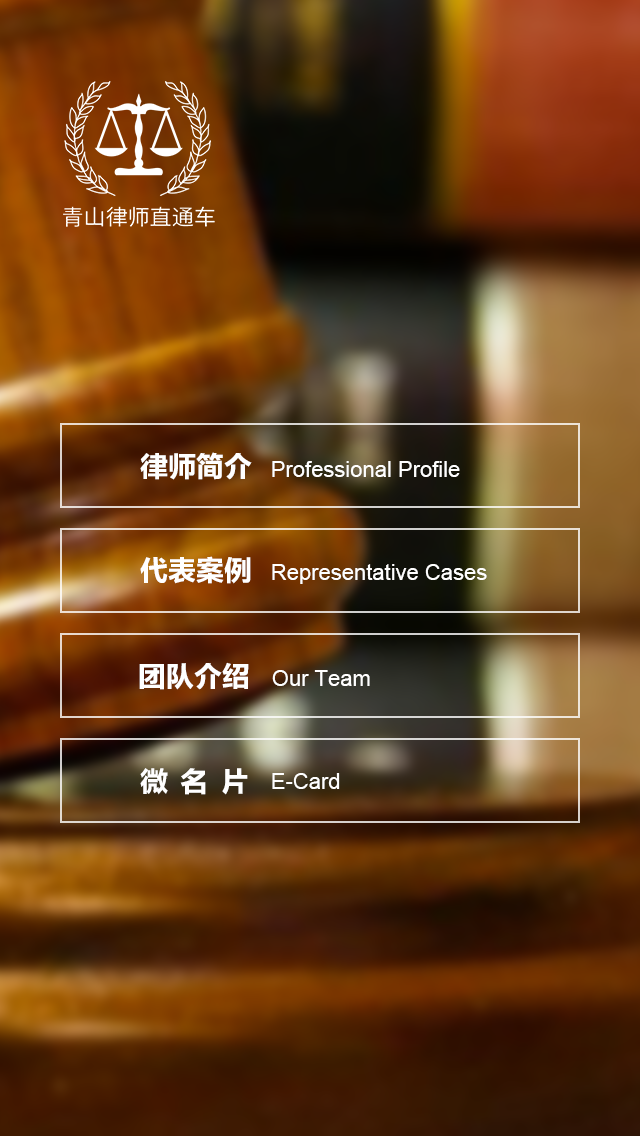 青山律师直通车
律师简介 Professional Profile
代表案例 Representative Cases
团队介绍 Our Team
微名片 E-Card